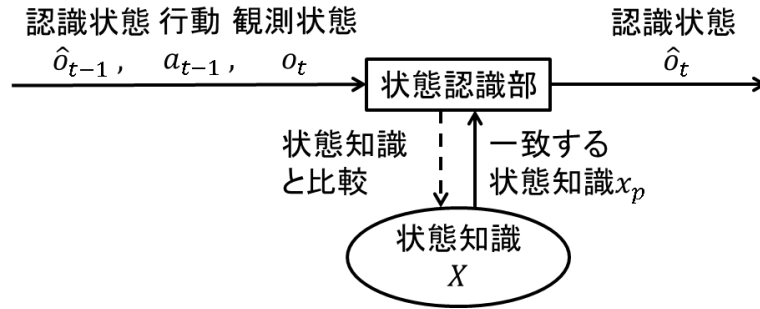 認識状態 行動 観測状態
ô_{t−1} , a_{t−1} , o_t
状態認識部
認識状態
ô_t
状態知識
と比較
一致する
状態知識x_p
状態知識
X